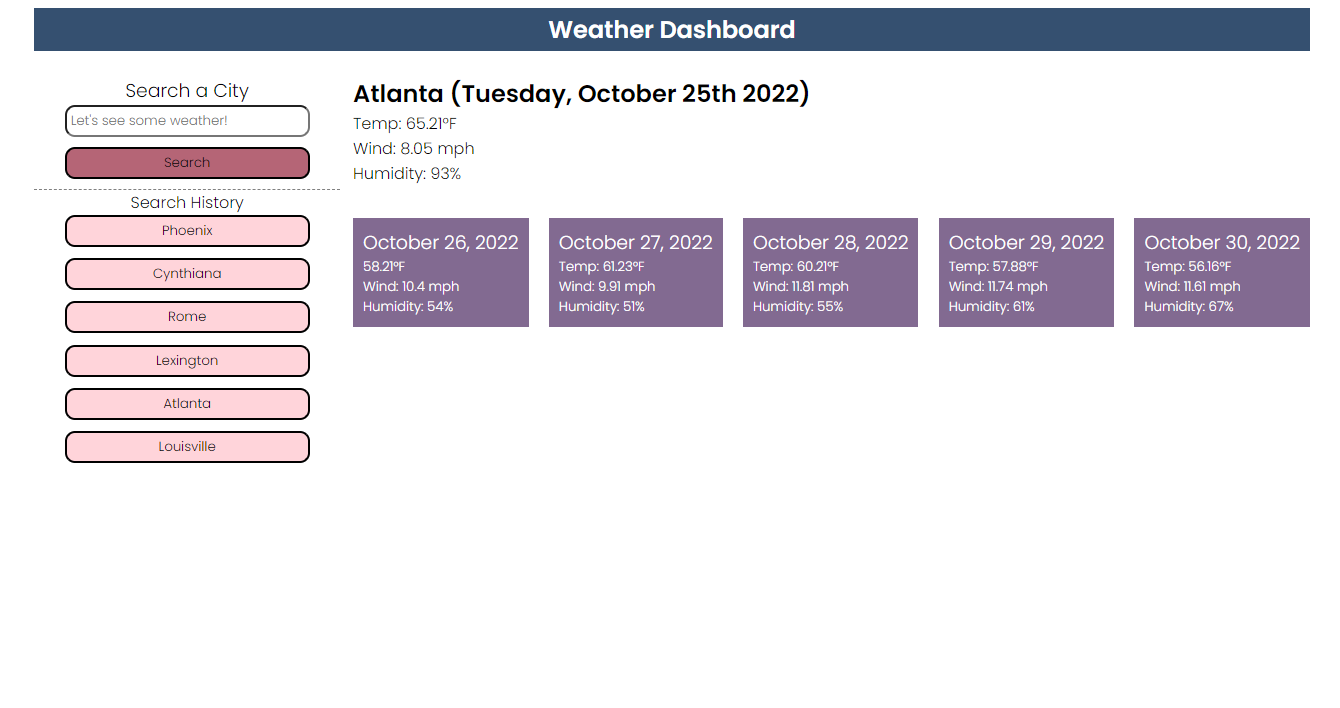 Weather Dashboard
Search a City
Let's see some weather!
Search
Search History
Phoenix
Cynthiana
Rome
Lexington
Atlanta
Louisville
Atlanta (Tuesday, October 25th 2022)
Temp: 65.21°F
Wind: 8.05 mph
Humidity: 93%
October 26, 2022
58.21°F
Wind: 10.4 mph
Humidity: 54%
October 27, 2022
Temp: 61.23°F
Wind: 9.91 mph
Humidity: 51%
October 28, 2022
Temp: 60.21°F
Wind: 11.81 mph
Humidity: 55%
October 29, 2022
Temp: 57.88°F
Wind: 11.74 mph
Humidity: 61%
October 30, 2022
Temp: 56.16°F
Wind: 11.61 mph
Humidity: 67%